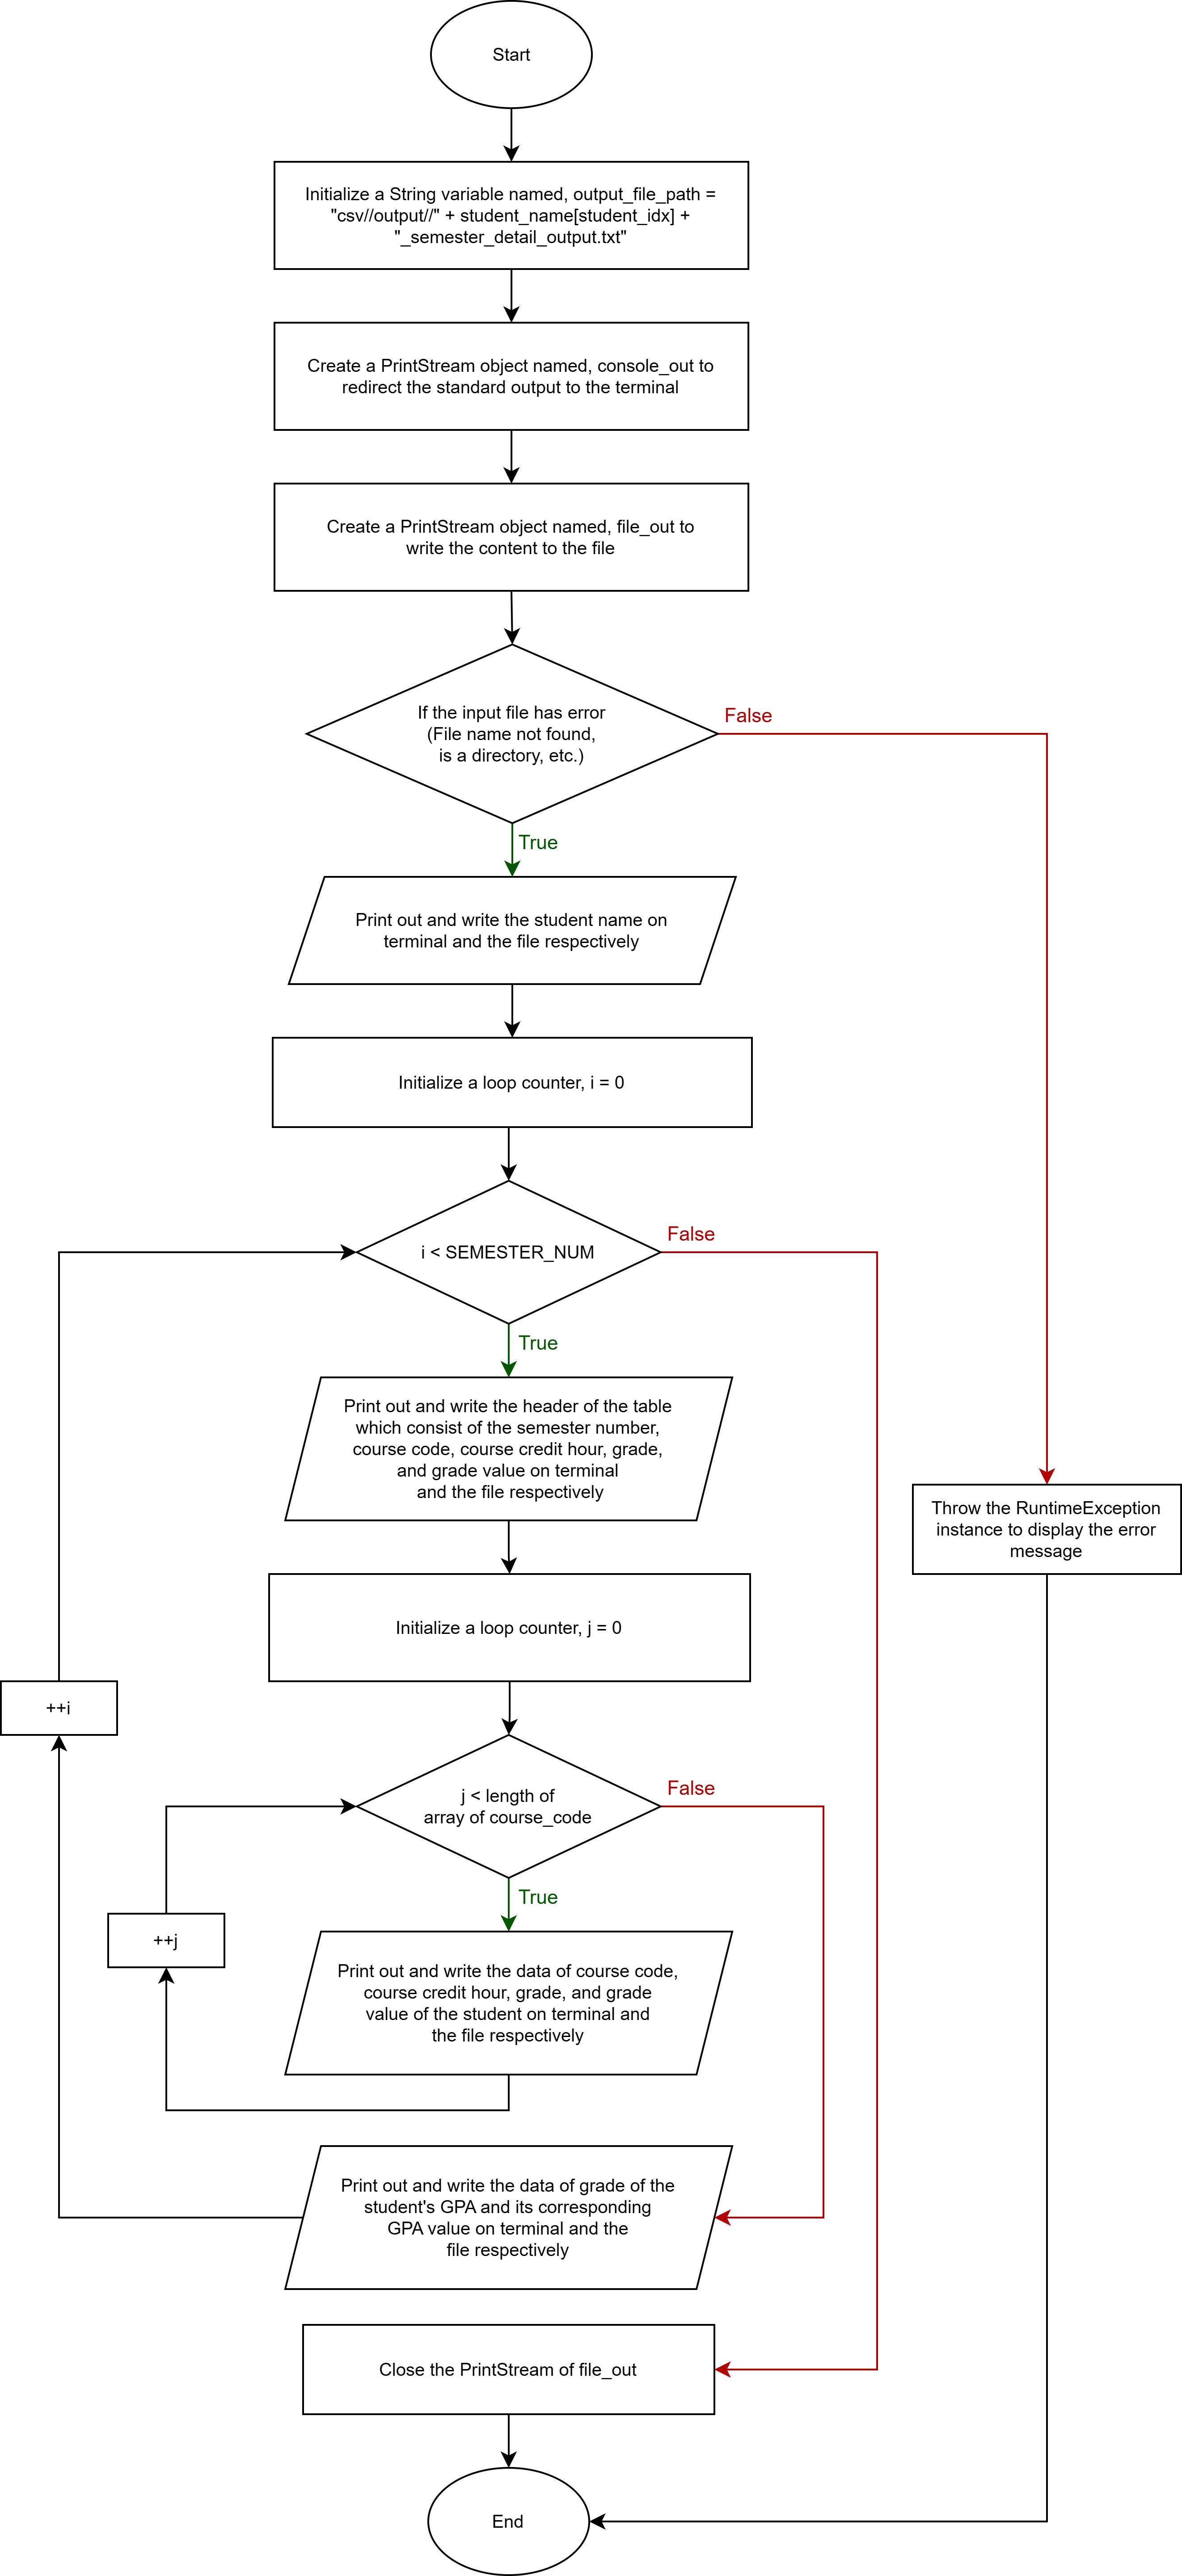 Start
Initialize a String variable named, output_file_path =
"csv//output//" + student_name[student_idx] +
"_semester_detail_output.txt"
Create a PrintStream object named, console_out to
redirect the standard output to the terminal
Create a PrintStream object named, file_out to
write the content to the file
If the input file has error
(File name not found,
is a directory, etc.)
False
True
Print out and write the student name on
terminal and the file respectively
Initialize a loop counter, i = 0
i < SEMESTER_NUM
False
True
Print out and write the header of the table
which consist of the semester number,
course code, course credit hour, grade,
and grade value on terminal
and the file respectively
Throw the RuntimeException
instance to display the error
message
Initialize a loop counter, j = 0
++i
j < length of
array of course_code
False
True
++j
Print out and write the data of course code,
course credit hour, grade, and grade
value of the student on terminal and
the file respectively
Print out and write the data of grade of the
student's GPA and its corresponding
GPA value on terminal and the
file respectively
Close the PrintStream of file_out
End